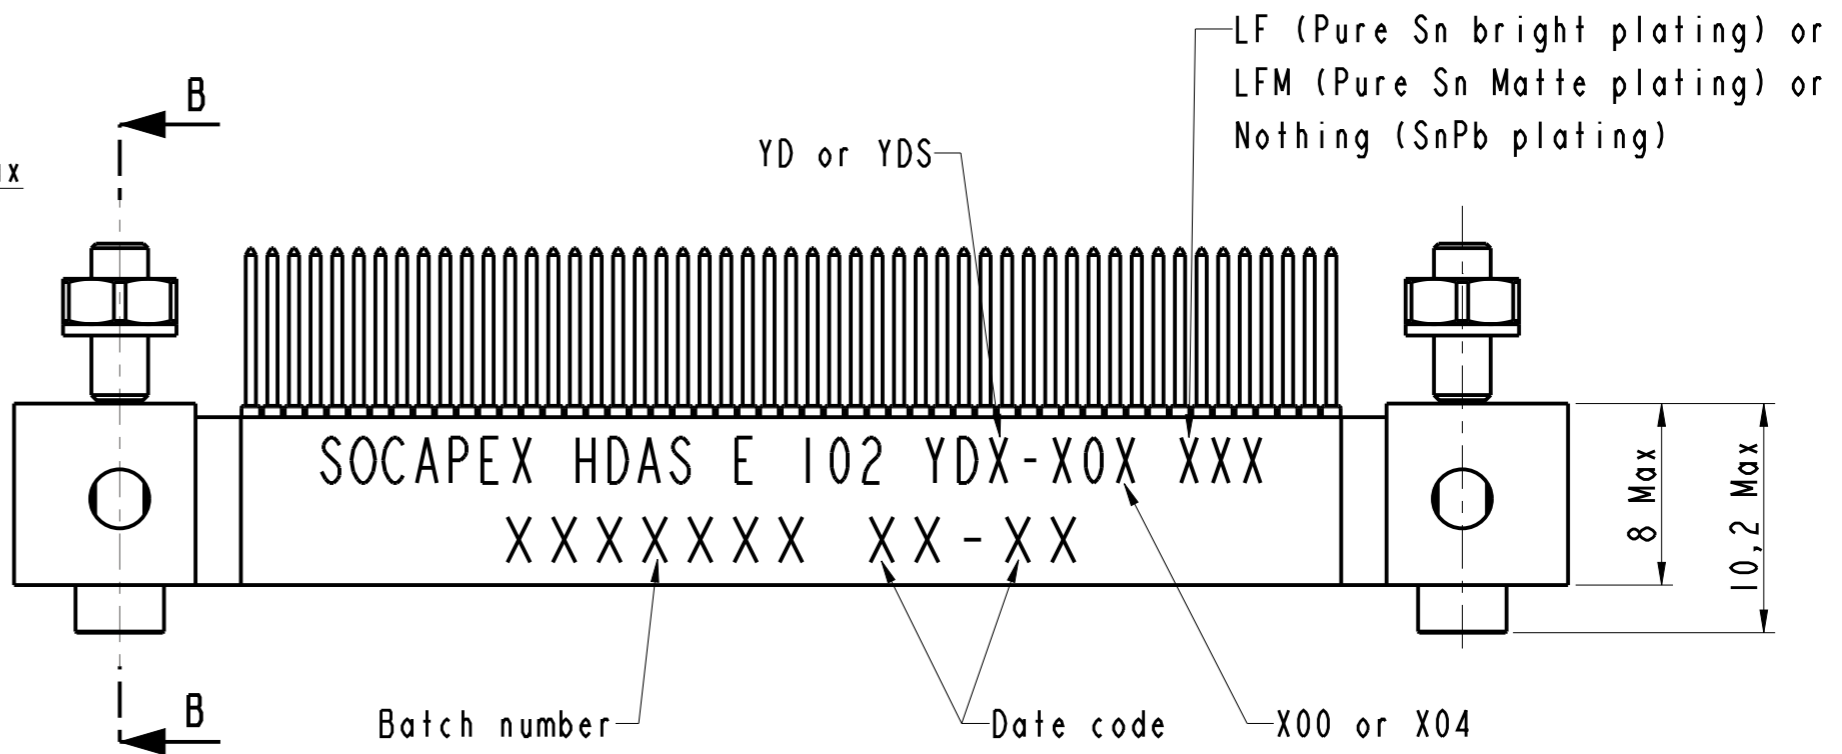 LF (Pure Sn bright plating) or
LFM (Pure Sn Matte plating) or
Nothing (SnPb plating)
B
YD or YDS
SOCAPEX HDAS E 102 YDX-X0X XXX
XXXXXXX XX-XX
8 Max
10,2 Max
B
Batch number
Date code
X00 or X04